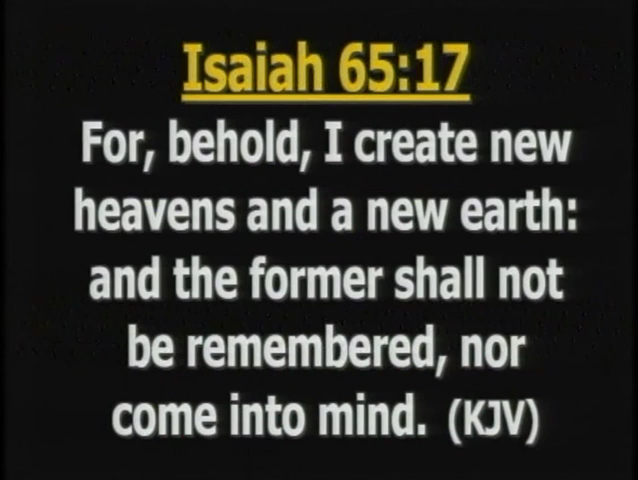 Isaiah 65:17
For, behold, I create new
heavens and a new earth:
and the former shall not
be remembered, nor
come into mind. (KJV)